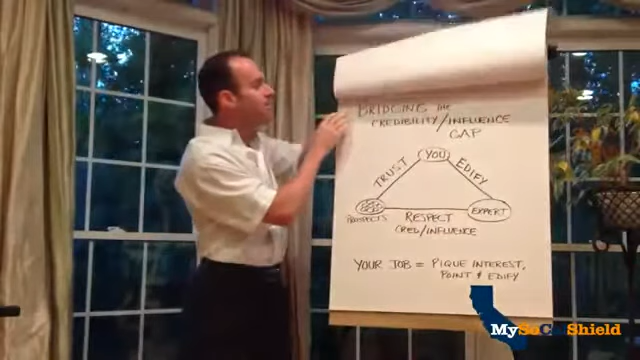 BRIDGING the
CREDIBILITY/INFLUENCE
GAP
YOU
TRUST
EDIFY
PROSPECTS
RESPECT
EXPERT
CRED/INFLUENCE
YOUR JOB = PIQUE INTEREST,
POINT & EDIFY
MySoCalShield